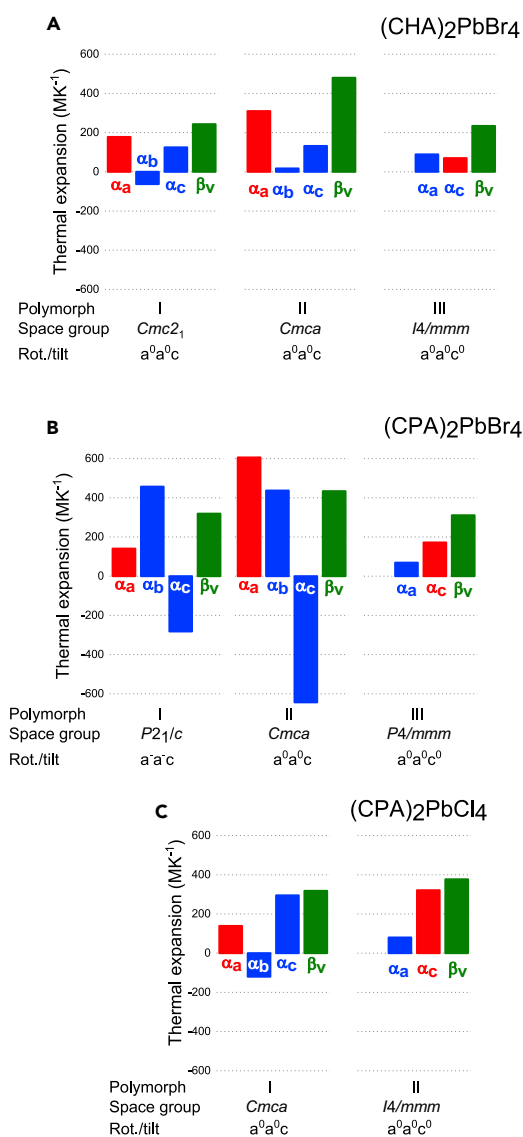 A
(CHA)2PbBr4
Thermal expansion (MK-1)
600
400
200
0
-200
-400
-600
αa αb αc βv
αa αb αc βv
αa αc βv
Polymorph I II III
Space group Cmc21 Cmca I4/mmm
Rot./tilt a0a0c a0a0c a0a0c0
B
(CPA)2PbBr4
Thermal expansion (MK-1)
600
400
200
0
-200
-400
-600
αa αb αc βv
αa αb αc βv
αa αc βv
Polymorph I II III
Space group P21/c Cmca P4/mmm
Rot./tilt a-a-c a0a0c a0a0c0
C
(CPA)2PbCl4
Thermal expansion (MK-1)
600
400
200
0
-200
-400
-600
αa αb αc βv
αa αc βv
Polymorph I II
Space group Cmca I4/mmm
Rot./tilt a0a0c a0a0c0